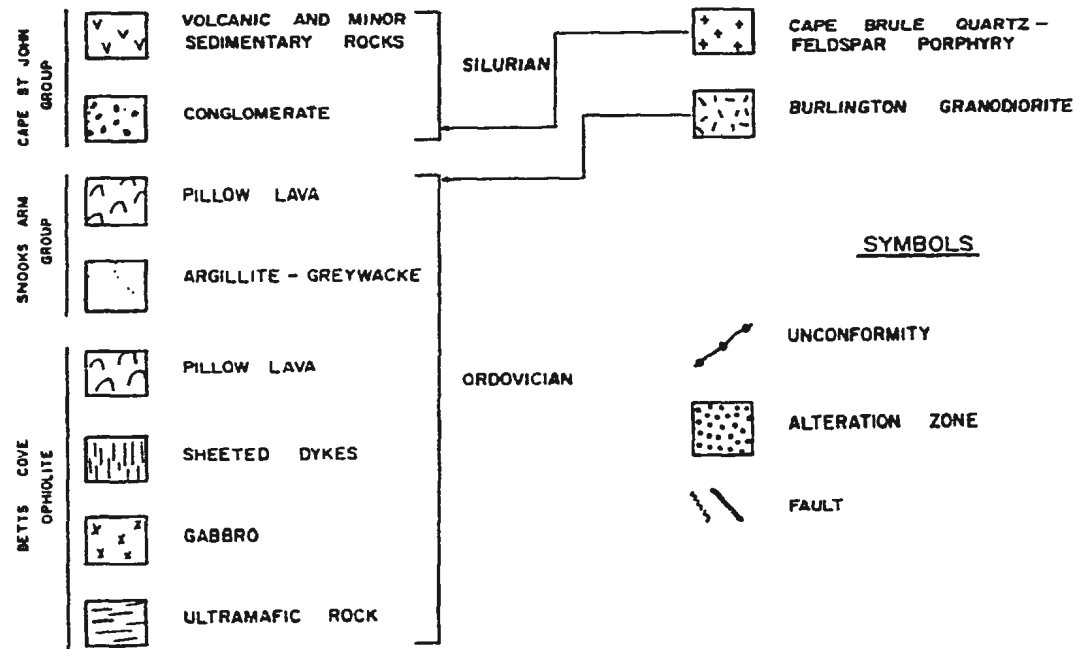 CAPE ST JOHN
GROUP
VOLCANIC AND MINOR
SEDIMENTARY ROCKS
CONGLOMERATE
SILURIAN
SNOOKS ARM
GROUP
PILLOW LAVA
ARGILLITE - GREYWACKE
BETTS COVE
OPHIOLITE
PILLOW LAVA
SHEETED DYKES
GABBRO
ULTRAMAFIC ROCK
ORDOVICIAN
CAPE BRULE QUARTZ-
FELDSPAR PORPHYRY
BURLINGTON GRANODIORITE
SYMBOLS
UNCONFORMITY
ALTERATION ZONE
FAULT